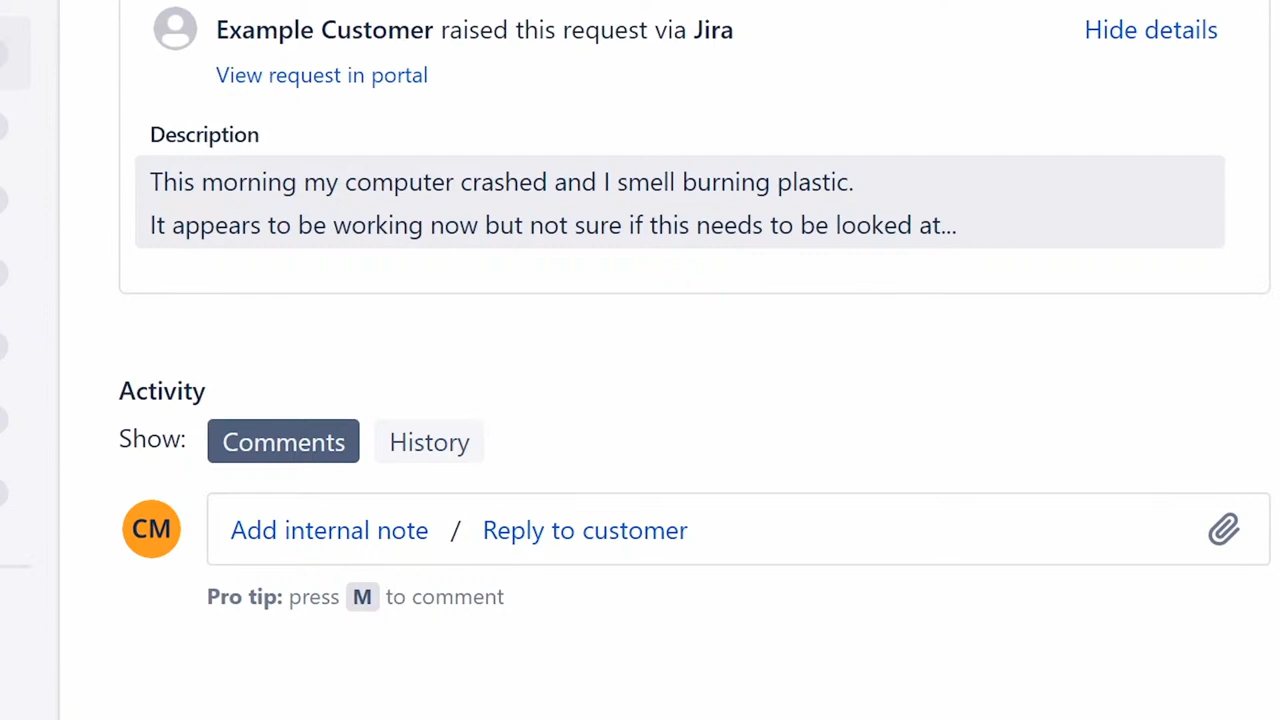 Example Customer raised this request via Jira
Hide details
View request in portal
Description
This morning my computer crashed and I smell burning plastic.
It appears to be working now but not sure if this needs to be looked at...
Activity
Show: Comments History
CM
Add internal note / Reply to customer
Pro tip: press M to comment